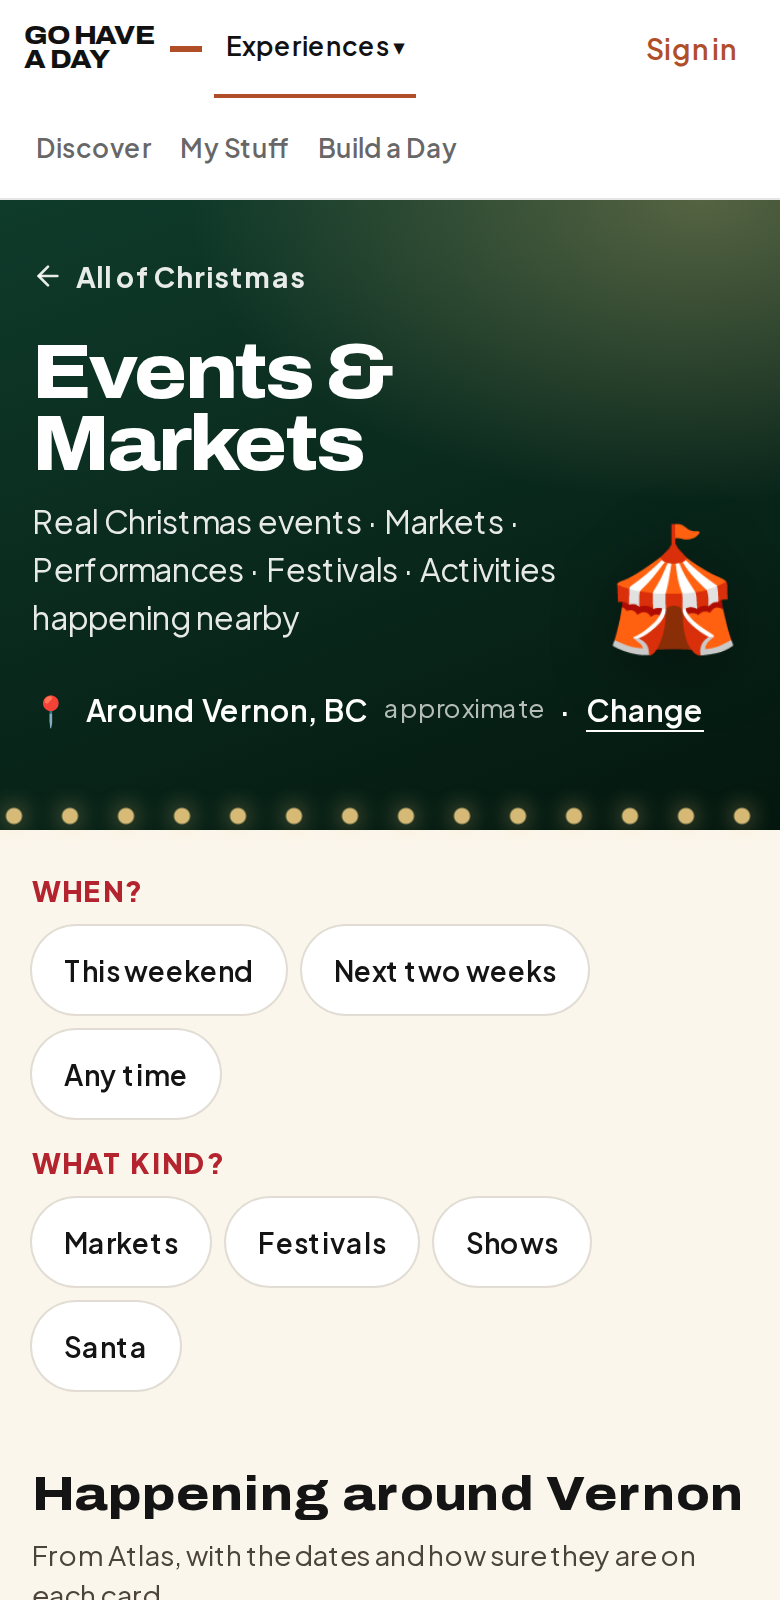 GO HAVE
A DAY
Experiences ▾
Sign in
Discover My Stuff Build a Day
← All of Christmas
Events &
Markets
Real Christmas events · Markets ·
Performances · Festivals · Activities
happening nearby
Around Vernon, BC approximate · Change
WHEN?
This weekend Next two weeks
Any time
WHAT KIND?
Markets Festivals Shows
Santa
Happening around Vernon
From Atlas, with the dates and how sure they are on
each card